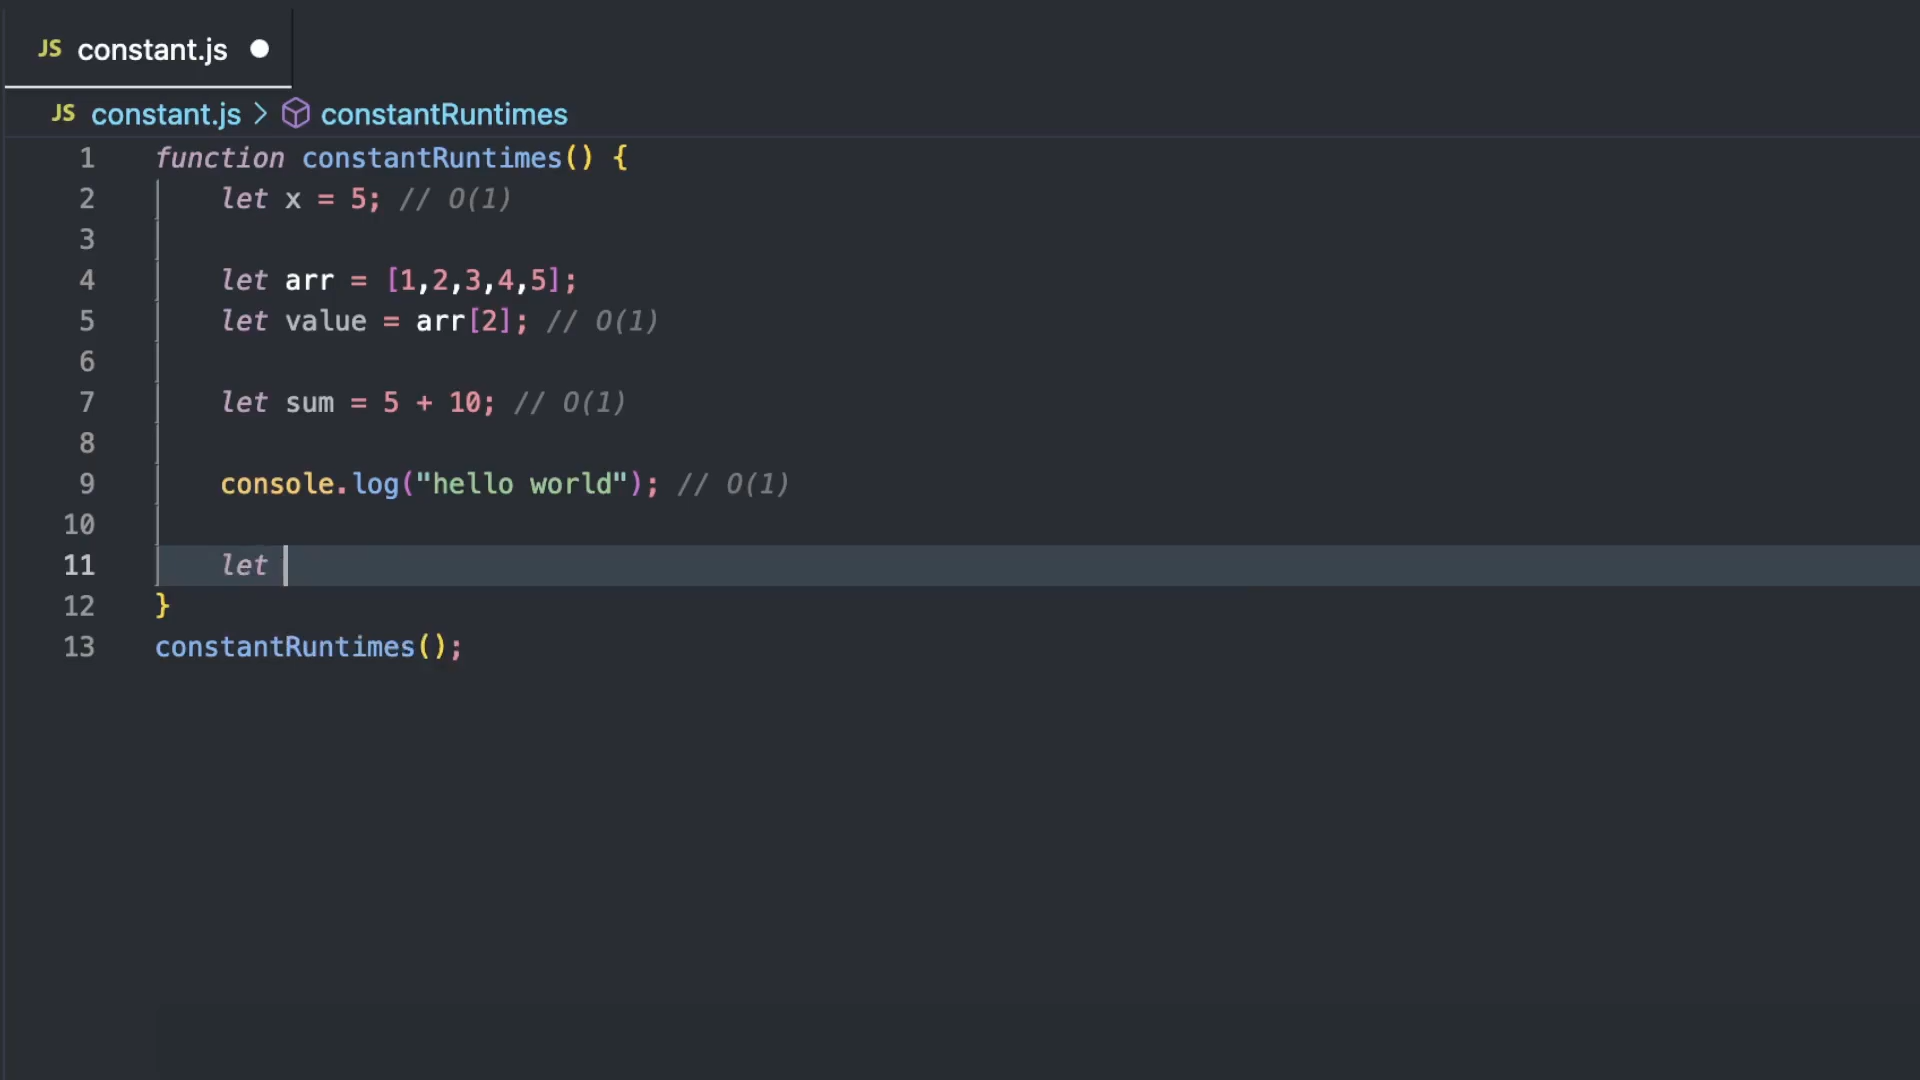 JS constant.js
JS constant.js > constantRuntimes
1 function constantRuntimes() {
2 let x = 5; // O(1)
3
4 let arr = [1,2,3,4,5];
5 let value = arr[2]; // O(1)
6
7 let sum = 5 + 10; // O(1)
8
9 console.log("hello world"); // O(1)
10
11 let
12 }
13 constantRuntimes();